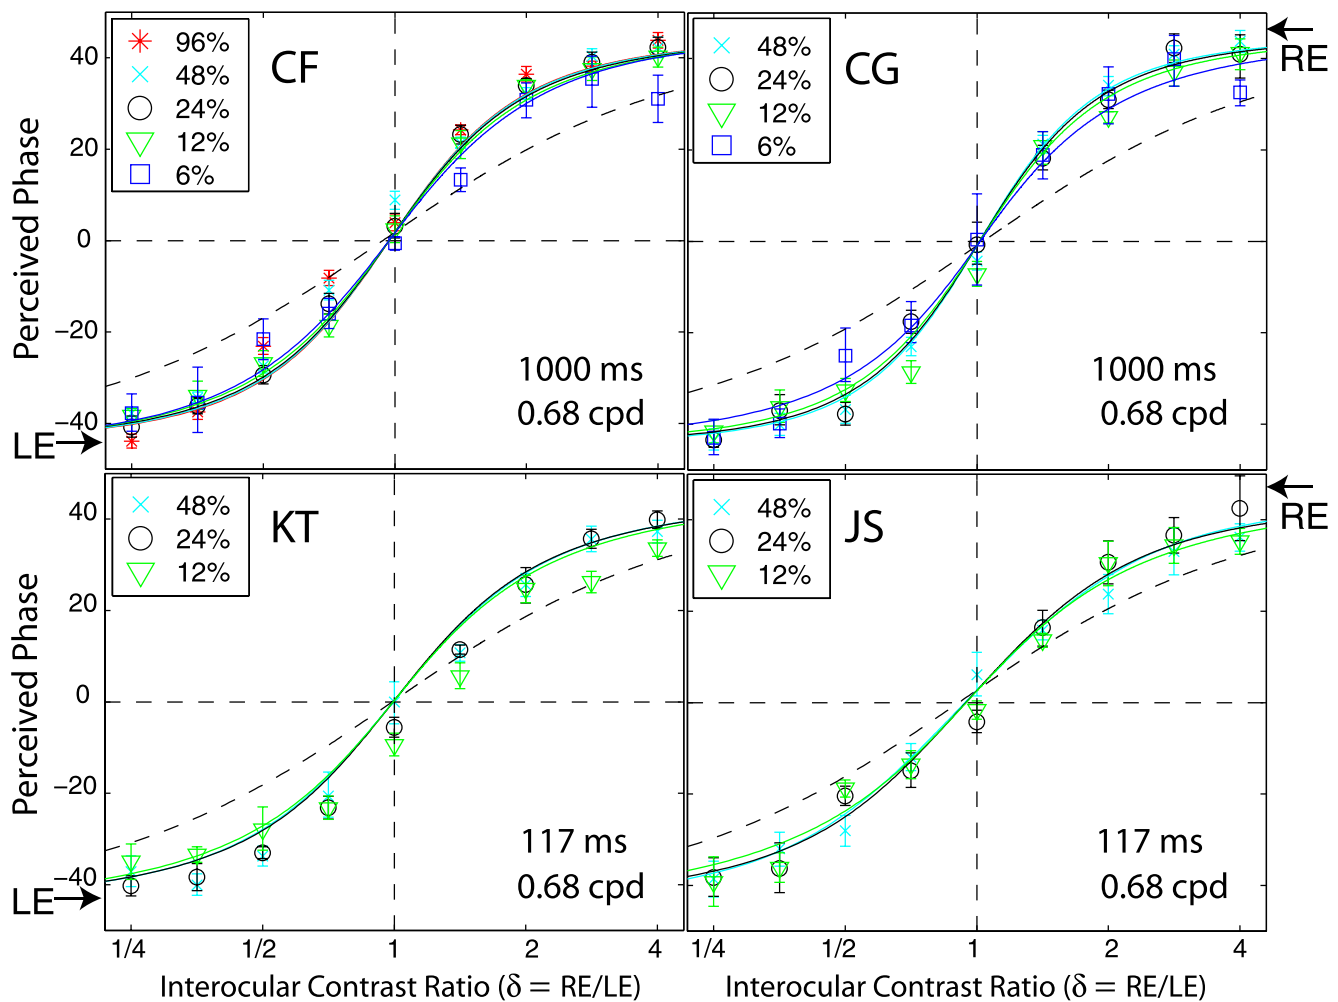 96%
48%
24%
12%
6%
CF
48%
24%
12%
6%
CG
RE
40
20
0
−20
−40
Perceived Phase
LE
1000 ms
0.68 cpd
1000 ms
0.68 cpd
48%
24%
12%
KT
48%
24%
12%
JS
RE
40
20
0
−20
−40
Perceived Phase
LE
117 ms
0.68 cpd
117 ms
0.68 cpd
1/4 1/2 1 2 4
1/4 1/2 1 2 4
Interocular Contrast Ratio (δ = RE/LE)
Interocular Contrast Ratio (δ = RE/LE)